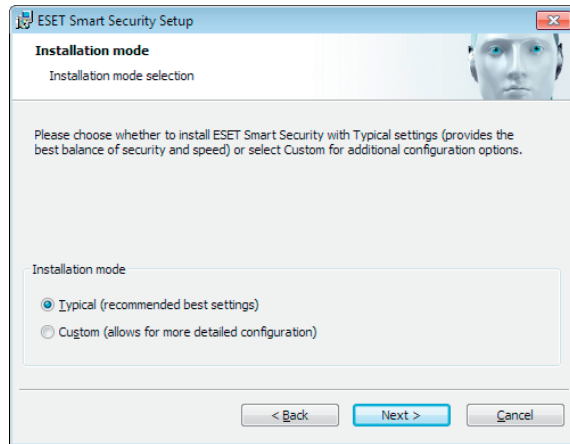 ESET Smart Security Setup
Installation mode
Installation mode selection
Please choose whether to install ESET Smart Security with Typical settings (provides the
best balance of security and speed) or select Custom for additional configuration options.
Installation mode
Typical (recommended best settings)
Custom (allows for more detailed configuration)
< Back
Next >
Cancel